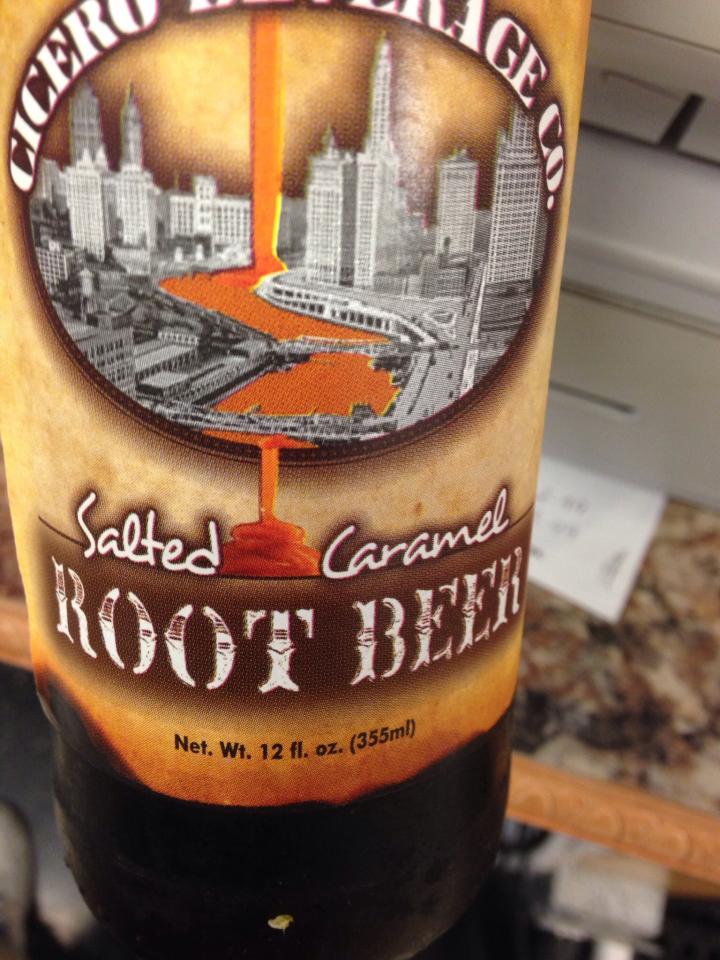 CICERO BEVERAGE CO.
Salted Caramel
ROOT BEER
Net. Wt. 12 fl. oz. (355ml)